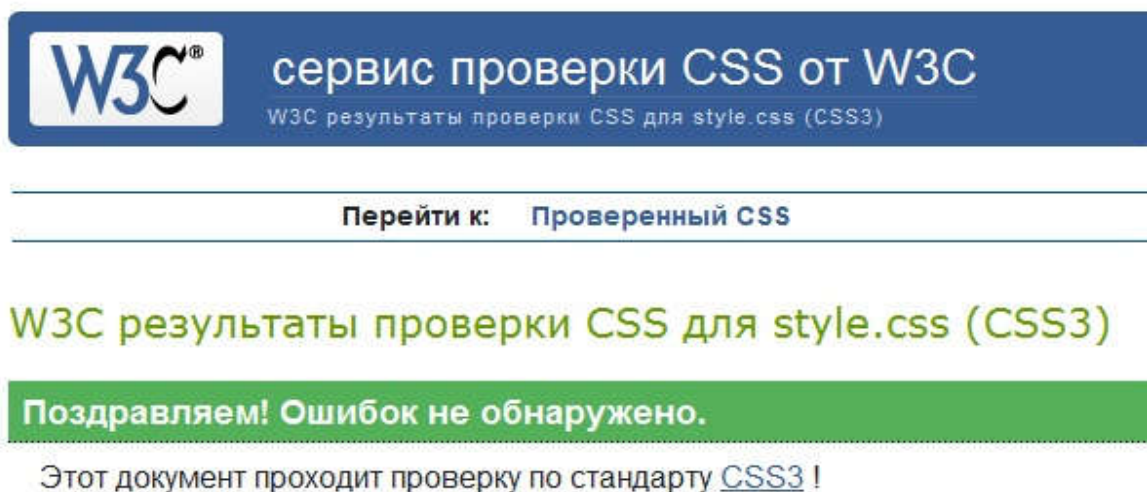 W3C®
сервис проверки CSS от W3C
W3C результаты проверки CSS для style.css (CSS3)
Перейти к: Проверенный CSS
W3C результаты проверки CSS для style.css (CSS3)
Поздравляем! Ошибок не обнаружено.
Этот документ проходит проверку по стандарту CSS3 !